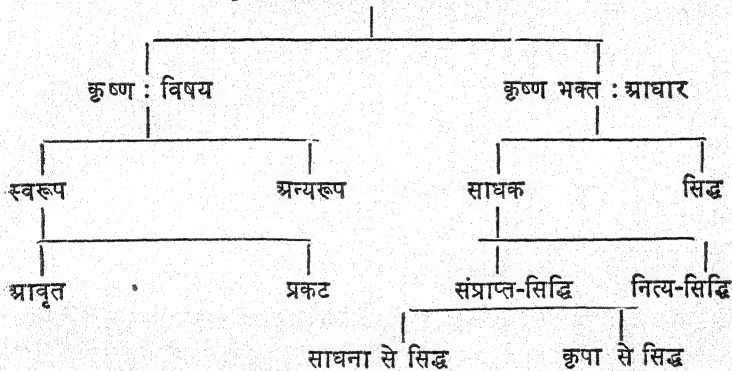 कृष्ण : विषय कृष्ण भक्त : आधार
स्वरूप अन्यरूप साधक सिद्ध
आवृत प्रकट संप्राप्त-सिद्धि नित्य-सिद्धि
साधना से सिद्ध कृपा से सिद्ध